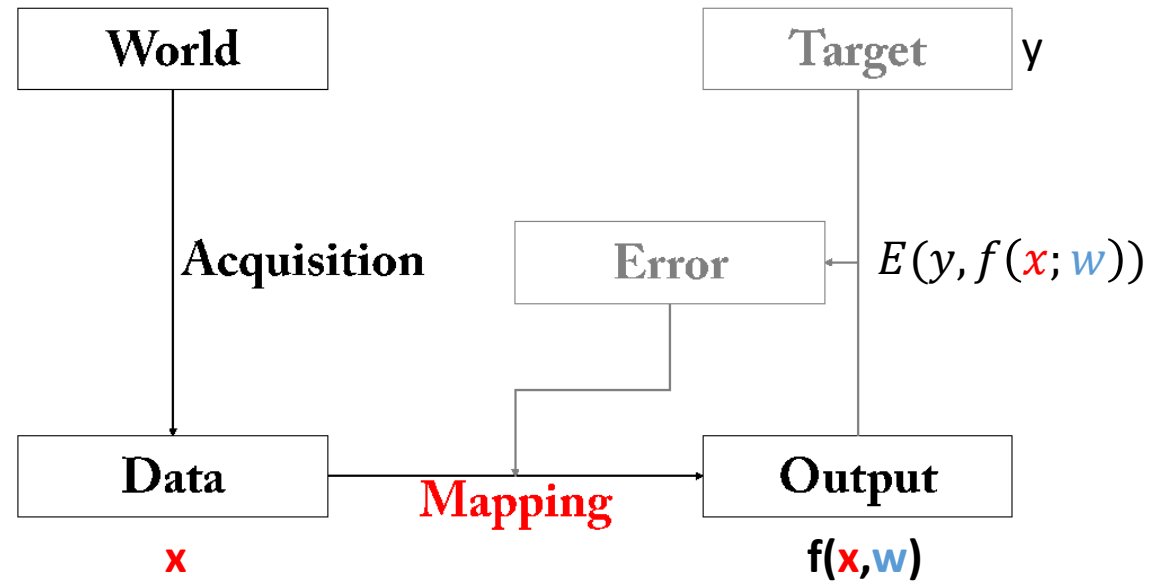 World
Target
y
Acquisition
Error
E(y, f(x; w))
Data
Mapping
Output
x
f(x,w)